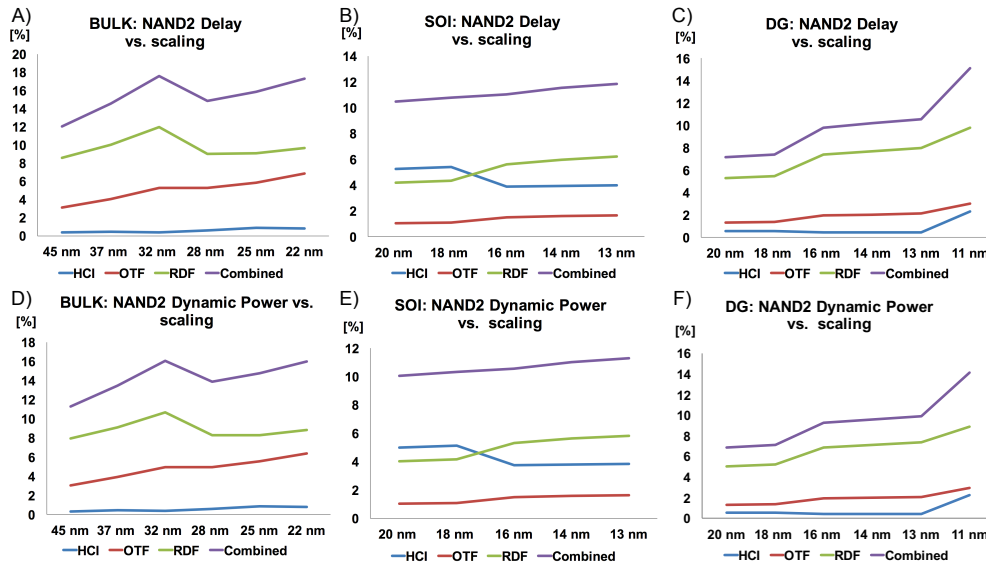 A)
BULK: NAND2 Delay
vs. scaling
[%]
20
18
16
14
12
10
8
6
4
2
0
45 nm 37 nm 32 nm 28 nm 25 nm 22 nm
HCI OTF RDF Combined
B)
SOI: NAND2 Delay
vs. scaling
[%]
14
12
10
8
6
4
2
0
20 nm 18 nm 16 nm 14 nm 13 nm
HCI OTF RDF Combined
C)
DG: NAND2 Delay
vs. scaling
[%]
16
14
12
10
8
6
4
2
0
20 nm 18 nm 16 nm 14 nm 13 nm 11 nm
HCI OTF RDF Combined
D)
BULK: NAND2 Dynamic Power vs.
scaling
[%]
18
16
14
12
10
8
6
4
2
0
45 nm 37 nm 32 nm 28 nm 25 nm 22 nm
HCI OTF RDF Combined
E)
SOI: NAND2 Dynamic Power
vs. scaling
[%]
12
10
8
6
4
2
0
20 nm 18 nm 16 nm 14 nm 13 nm
HCI OTF RDF Combined
F)
DG: NAND2 Dynamic Power
vs. scaling
[%]
16
14
12
10
8
6
4
2
0
20 nm 18 nm 16 nm 14 nm 13 nm 11 nm
HCI OTF RDF Combined